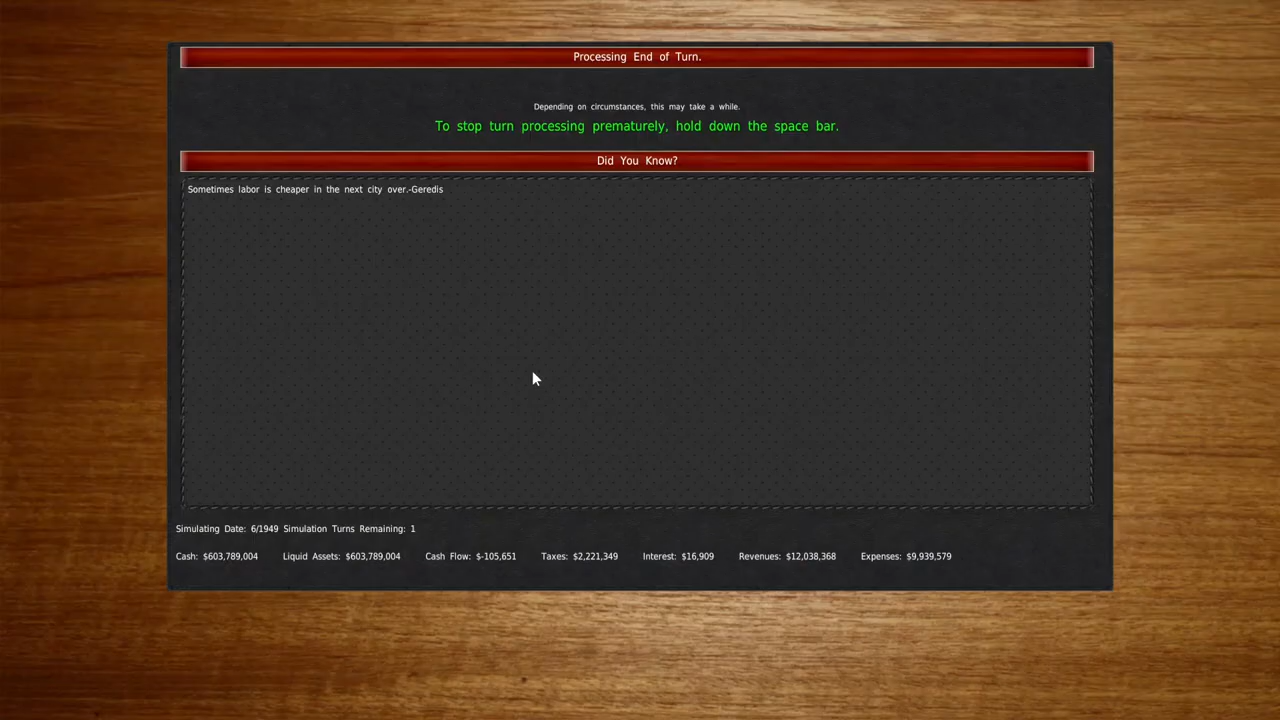 Processing End of Turn.
Depending on circumstances, this may take a while.
To stop turn processing prematurely, hold down the space bar.
Did You Know?
Sometimes labor is cheaper in the next city over.-Geredis
Simulating Date: 6/1949 Simulation Turns Remaining: 1
Cash: $603,789,004 Liquid Assets: $603,789,004 Cash Flow: $-105,651 Taxes: $2,221,349 Interest: $16,909 Revenues: $12,038,368 Expenses: $9,939,579